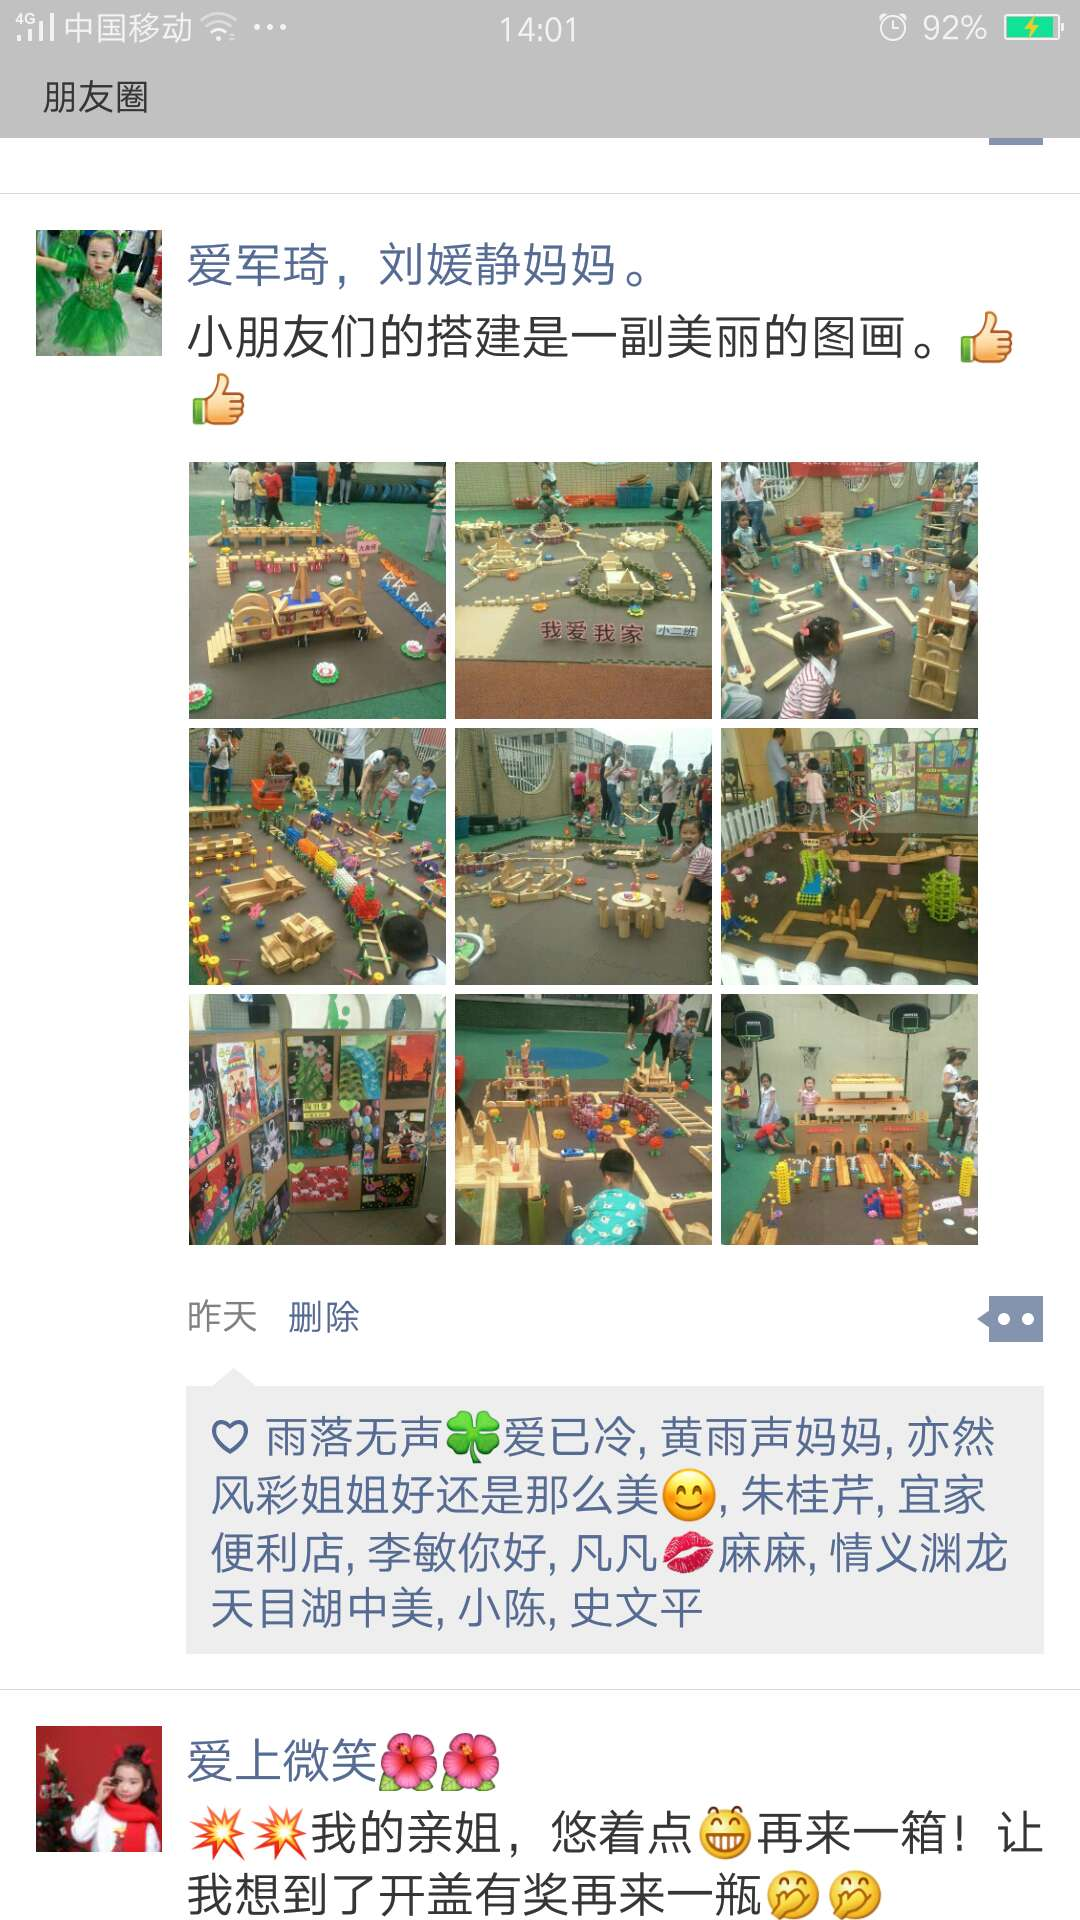 4G 中国移动 ... 14:01 92%
朋友圈
爱军琦，刘媛静妈妈。
小朋友们的搭建是一副美丽的图画。👍
👍
我爱我家 小二班
昨天 删除
雨落无声🍀爱已冷, 黄雨声妈妈, 亦然
风彩姐姐好还是那么美😊, 朱桂芹, 宜家
便利店, 李敏你好, 凡凡💋麻麻, 情义渊龙
天目湖中美, 小陈, 史文平
爱上微笑🌺🌺
💥💥我的亲姐，悠着点😁再来一箱！让
我想到了开盖有奖再来一瓶🤭🤭